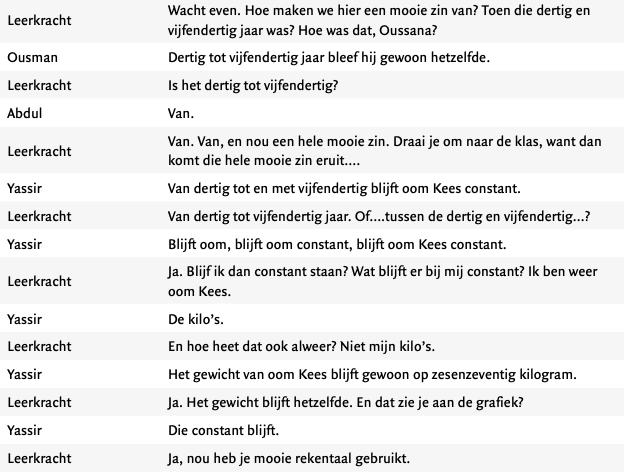 Leerkracht Wacht even. Hoe maken we hier een mooie zin van? Toen die dertig en
vijfendertig jaar was? Hoe was dat, Oussana?
Ousman Dertig tot vijfendertig jaar bleef hij gewoon hetzelfde.
Leerkracht Is het dertig tot vijfendertig?
Abdul Van.
Leerkracht Van. Van, en nou een hele mooie zin. Draai je om naar de klas, want dan
komt die hele mooie zin eruit....
Yassir Van dertig tot en met vijfendertig blijft oom Kees constant.
Leerkracht Van dertig tot vijfendertig jaar. Of....tussen de dertig en vijfendertig...?
Yassir Blijft oom, blijft oom constant, blijft oom Kees constant.
Leerkracht Ja. Blijf ik dan constant staan? Wat blijft er bij mij constant? Ik ben weer
oom Kees.
Yassir De kilo's.
Leerkracht En hoe heet dat ook alweer? Niet mijn kilo's.
Yassir Het gewicht van oom Kees blijft gewoon op zesenzeventig kilogram.
Leerkracht Ja. Het gewicht blijft hetzelfde. En dat zie je aan de grafiek?
Yassir Die constant blijft.
Leerkracht Ja, nou heb je mooie rekentaal gebruikt.